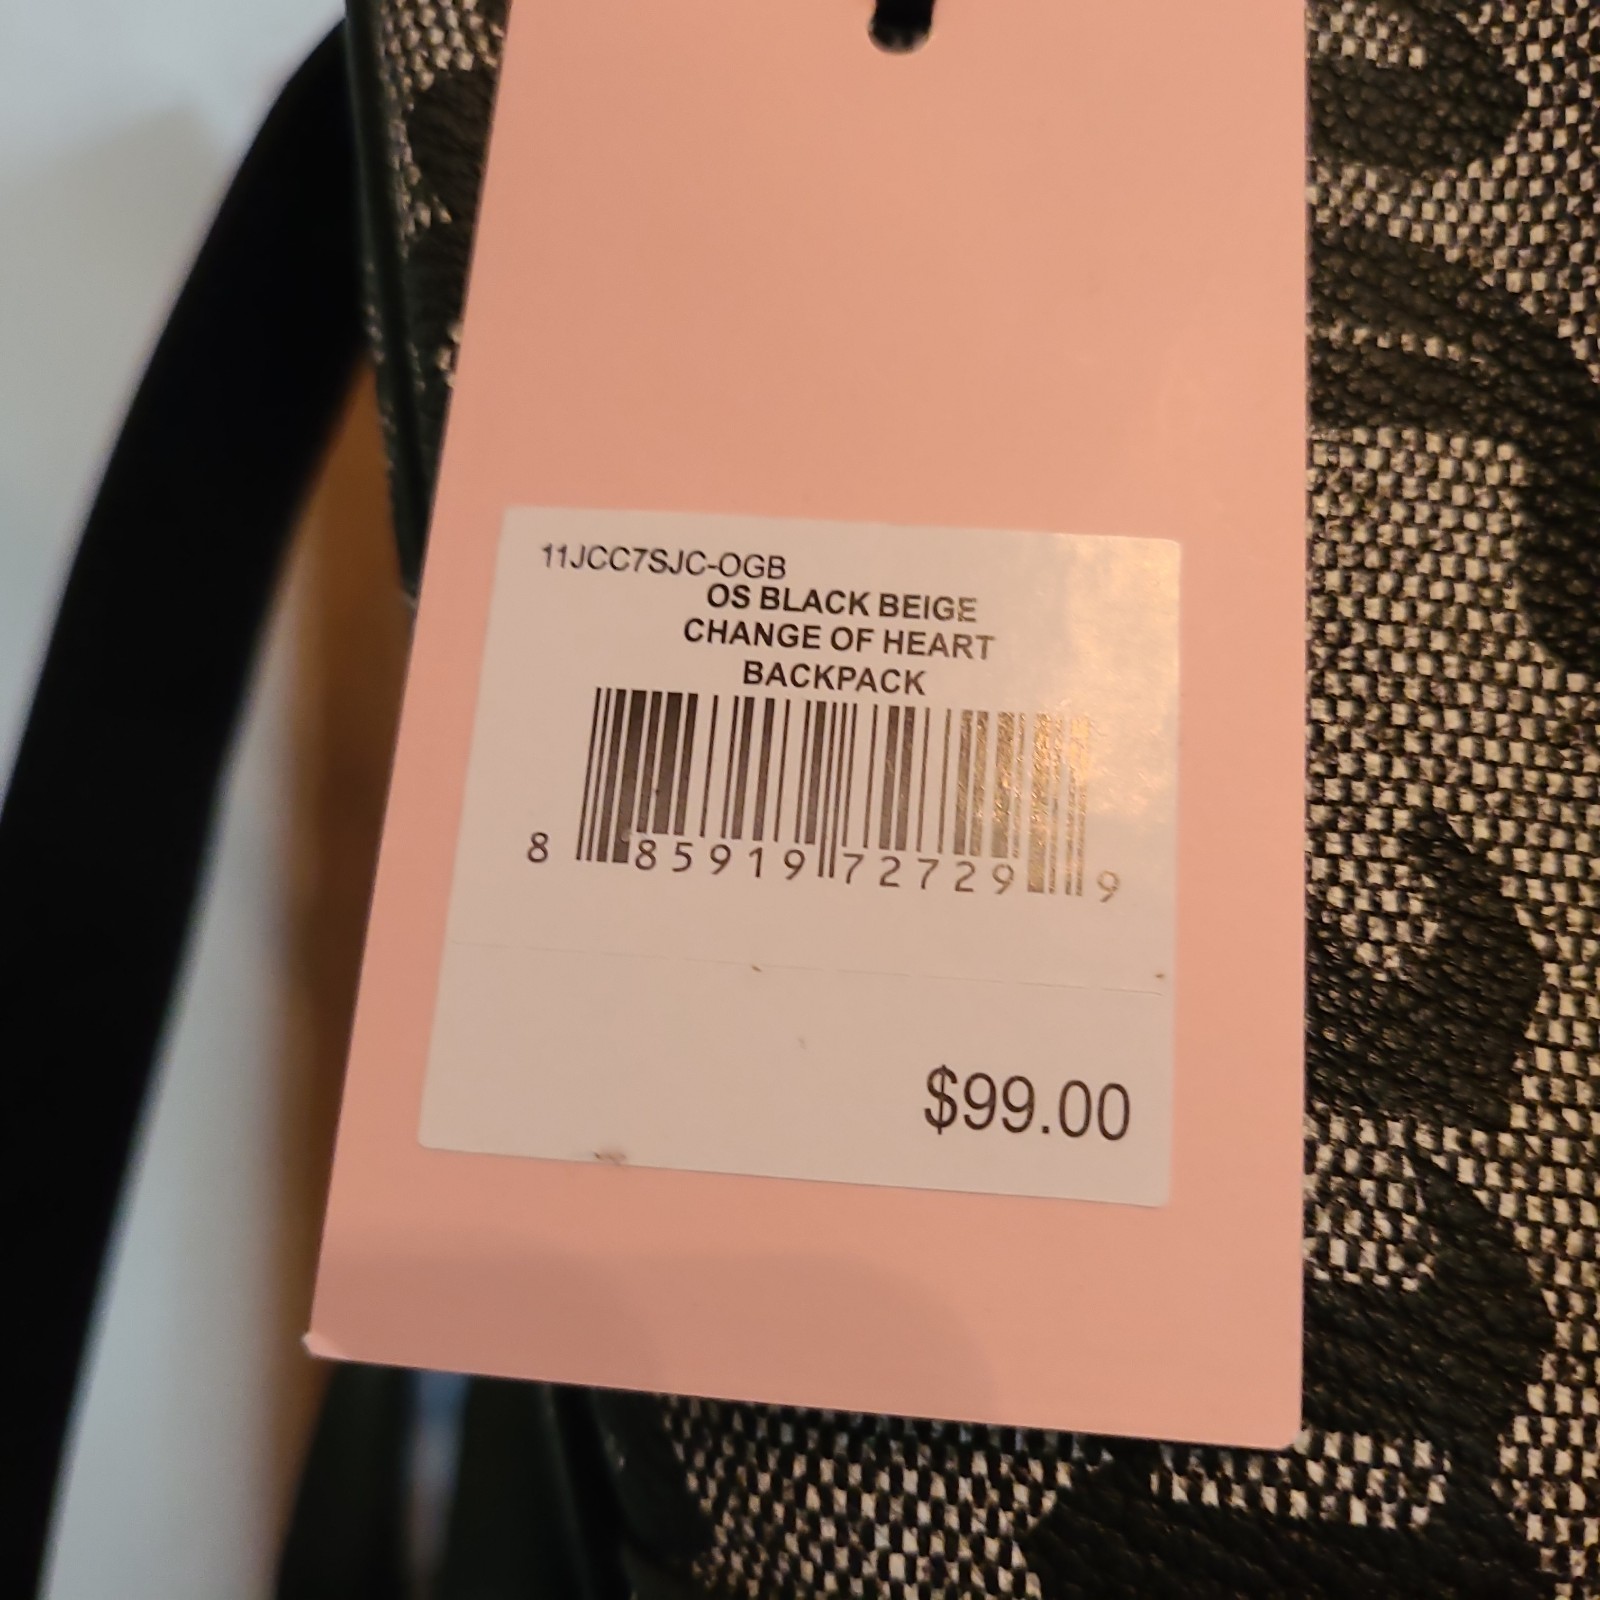 11JCC7SJC-OGB
OS BLACK BEIGE
CHANGE OF HEART
BACKPACK
8 85919 72729 9
$99.00